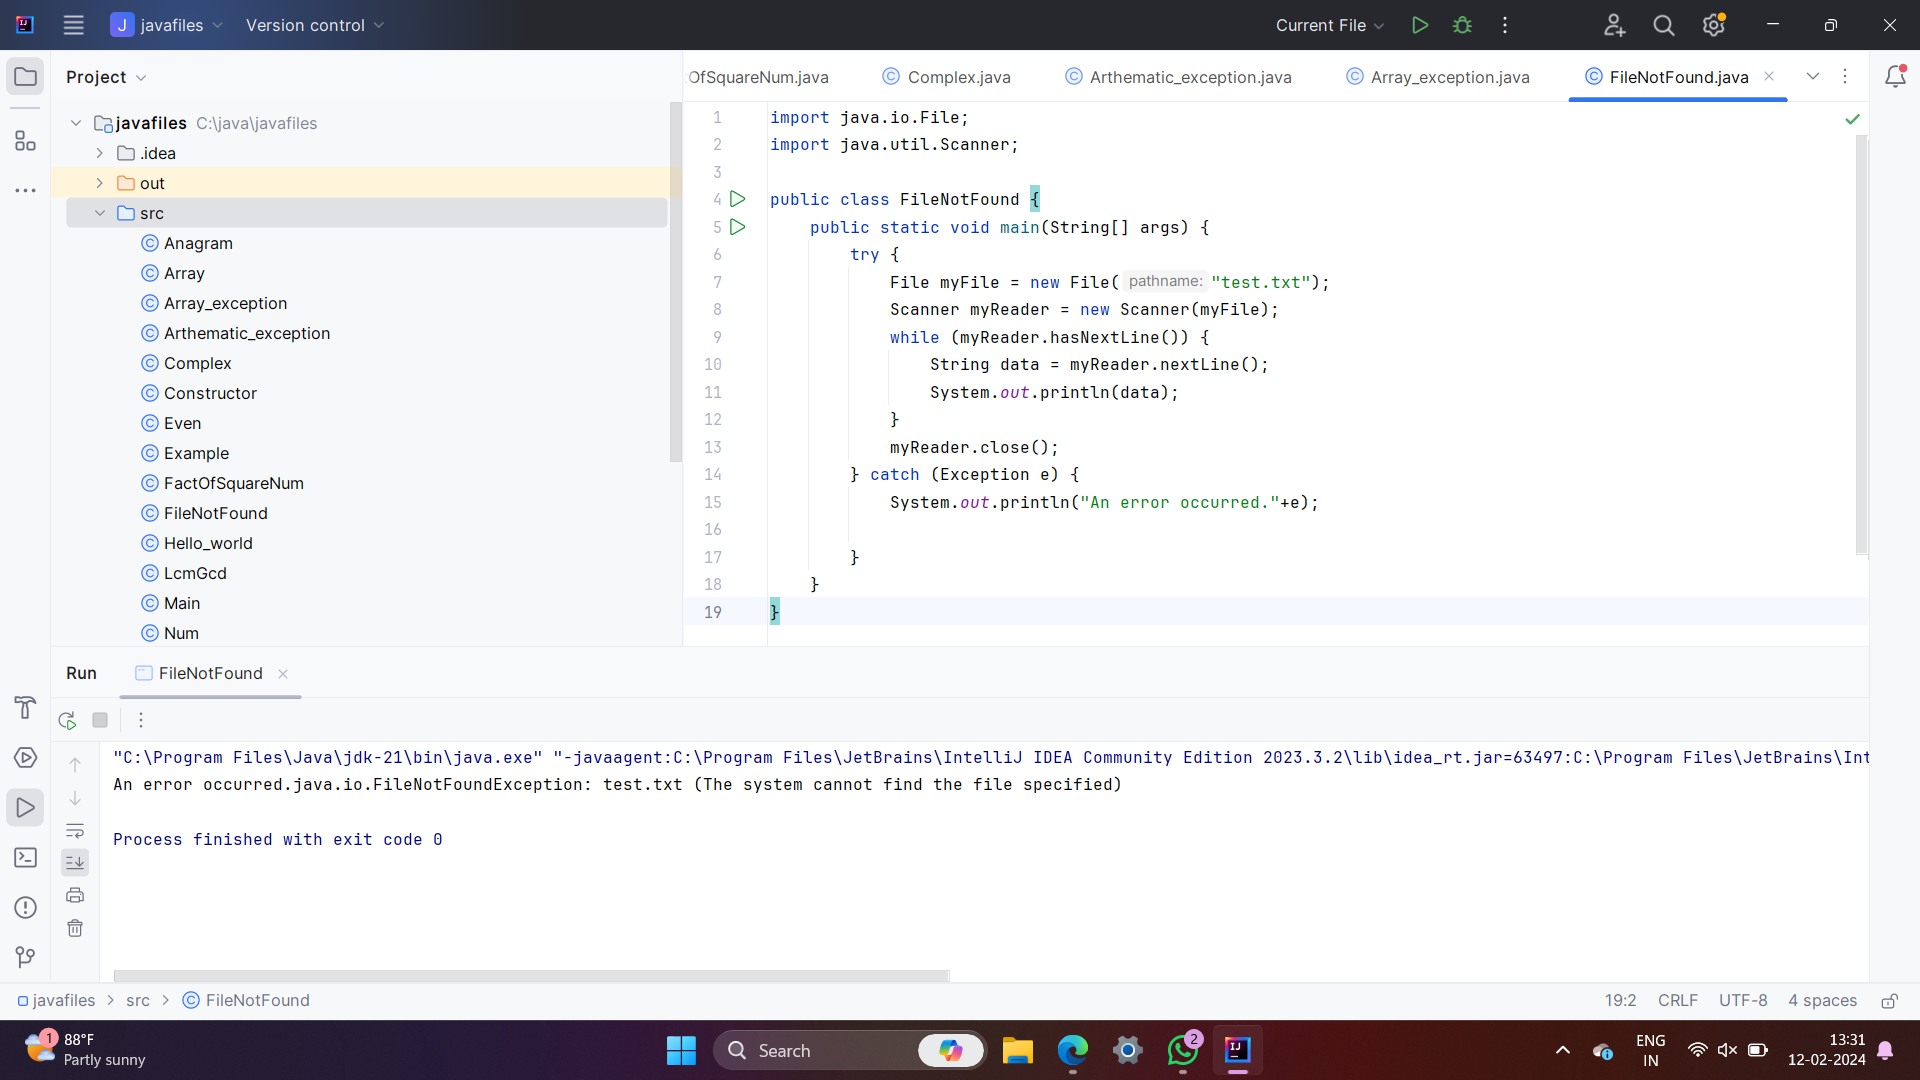 IJ
J javafiles
Version control
Current File
Project
OfSquareNum.java
Complex.java
Arthematic_exception.java
Array_exception.java
FileNotFound.java
javafiles C:\java\javafiles
.idea
out
src
Anagram
Array
Array_exception
Arthematic_exception
Complex
Constructor
Even
Example
FactOfSquareNum
FileNotFound
Hello_world
LcmGcd
Main
Num
1 import java.io.File;
2 import java.util.Scanner;
3
4 public class FileNotFound {
5 public static void main(String[] args) {
6 try {
7 File myFile = new File( pathname: "test.txt");
8 Scanner myReader = new Scanner(myFile);
9 while (myReader.hasNextLine()) {
10 String data = myReader.nextLine();
11 System.out.println(data);
12 }
13 myReader.close();
14 } catch (Exception e) {
15 System.out.println("An error occurred."+e);
16
17 }
18 }
19 }
Run
FileNotFound
"C:\Program Files\Java\jdk-21\bin\java.exe" "-javaagent:C:\Program Files\JetBrains\IntelliJ IDEA Community Edition 2023.3.2\lib\idea_rt.jar=63497:C:\Program Files\JetBrains\Int
An error occurred.java.io.FileNotFoundException: test.txt (The system cannot find the file specified)
Process finished with exit code 0
javafiles > src > FileNotFound
19:2 CRLF UTF-8 4 spaces
1
88°F
Partly sunny
Search
2
IJ
ENG
IN
13:31
12-02-2024